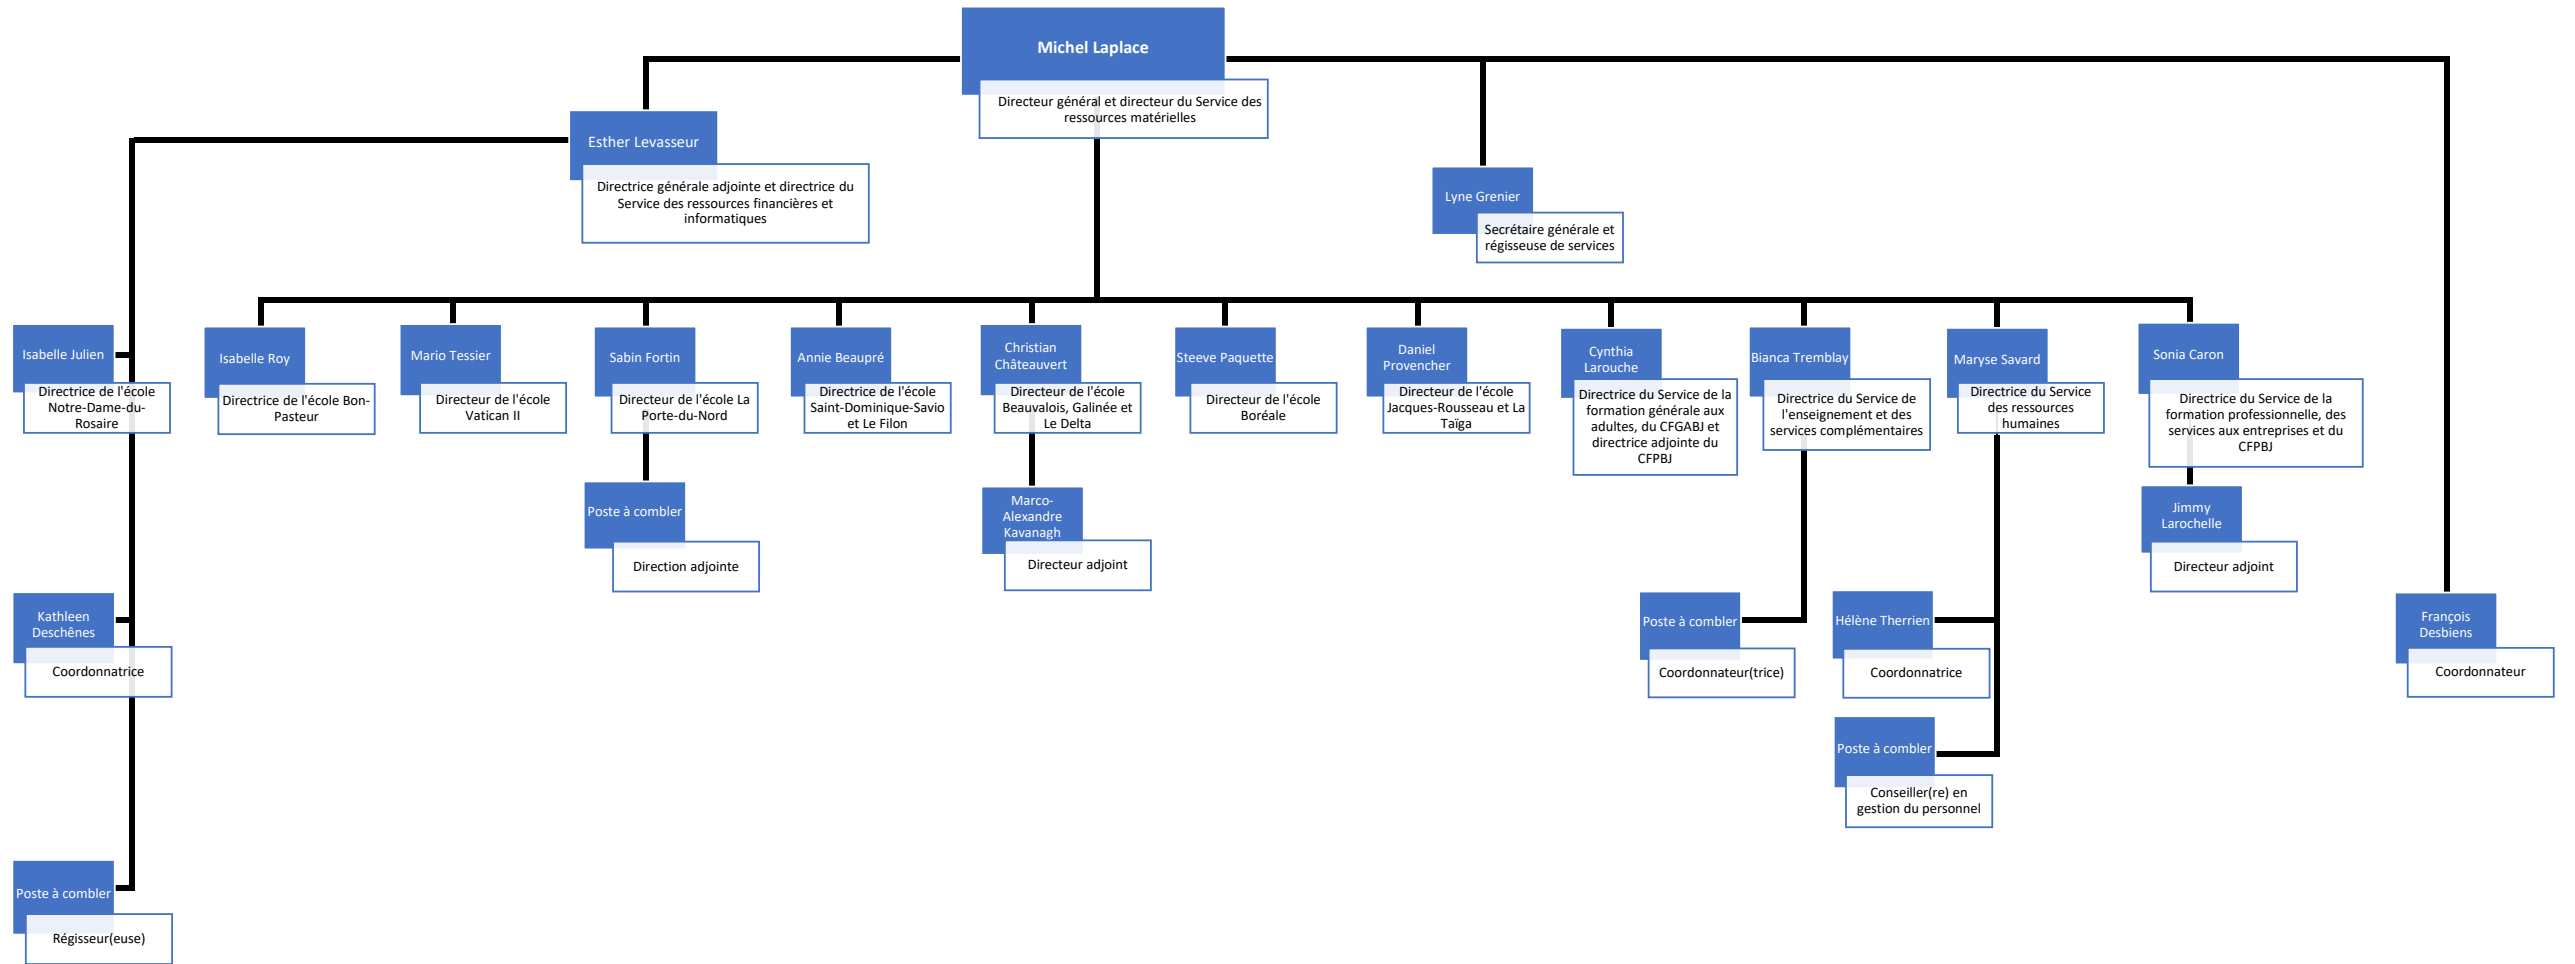 Michel Laplace
Directeur général et directeur du Service des
ressources matérielles
Esther Levasseur
Directrice générale adjointe et directrice du
Service des ressources financières et
informatiques
Lyne Grenier
Secrétaire générale et
régisseuse de services
Isabelle Julien
Directrice de l'école
Notre-Dame-du-
Rosaire
Isabelle Roy
Directrice de l'école Bon-
Pasteur
Mario Tessier
Directeur de l'école
Vatican II
Sabin Fortin
Directeur de l'école La
Porte-du-Nord
Annie Beaupré
Directrice de l'école
Saint-Dominique-Savio
et Le Filon
Christian
Châteauvert
Directeur de l'école
Beauvalois, Galinée et
Le Delta
Steeve Paquette
Directeur de l'école
Boréale
Daniel
Provencher
Directeur de l'école
Jacques-Rousseau et La
Taïga
Cynthia
Larouche
Directrice du Service de la
formation générale aux
adultes, du CFGABJ et
directrice adjointe du
CFPBJ
Bianca Tremblay
Directrice du Service de
l'enseignement et des
services complémentaires
Maryse Savard
Directrice du Service
des ressources
humaines
Sonia Caron
Directrice du Service de la
formation professionnelle, des
services aux entreprises et du
CFPBJ
Poste à combler
Direction adjointe
Marco-
Alexandre
Kavanagh
Directeur adjoint
Jimmy
Larochelle
Directeur adjoint
Kathleen
Deschênes
Coordonnatrice
Poste à combler
Coordonnateur(trice)
Hélène Therrien
Coordonnatrice
François
Desbiens
Coordonnateur
Poste à combler
Conseiller(re) en
gestion du personnel
Poste à combler
Régisseur(euse)